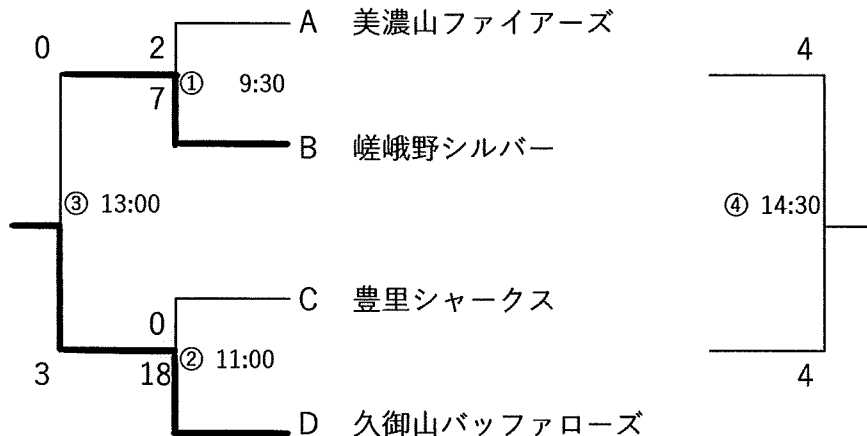 A 美濃山ファイアーズ
0 2 4
① 9:30
7
B 嵯峨野シルバー
③ 13:00 ④ 14:30
C 豊里シャークス
0
② 11:00
3 18 4
D 久御山バッファローズ